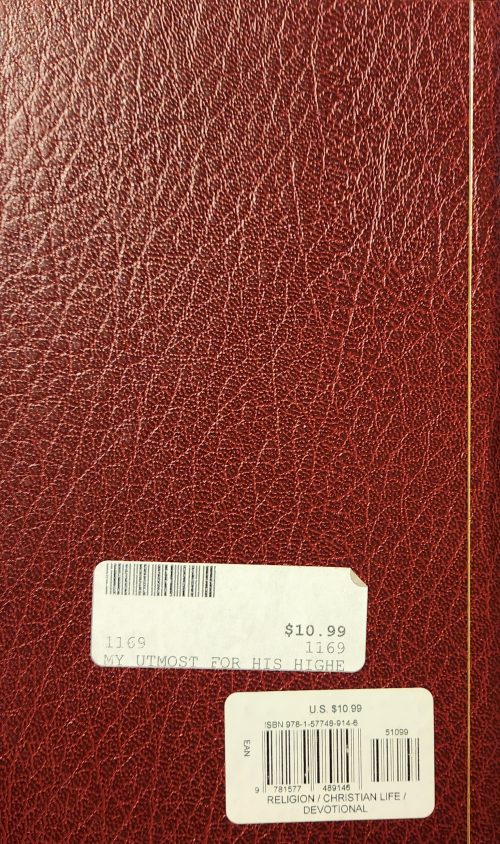 $10.99
1169 1169
MY UTMOST FOR HIS HIGHE
U.S. $10.99
ISBN 978-1-57748-914-6
51099
EAN
9 781577 489146
RELIGION / CHRISTIAN LIFE /
DEVOTIONAL